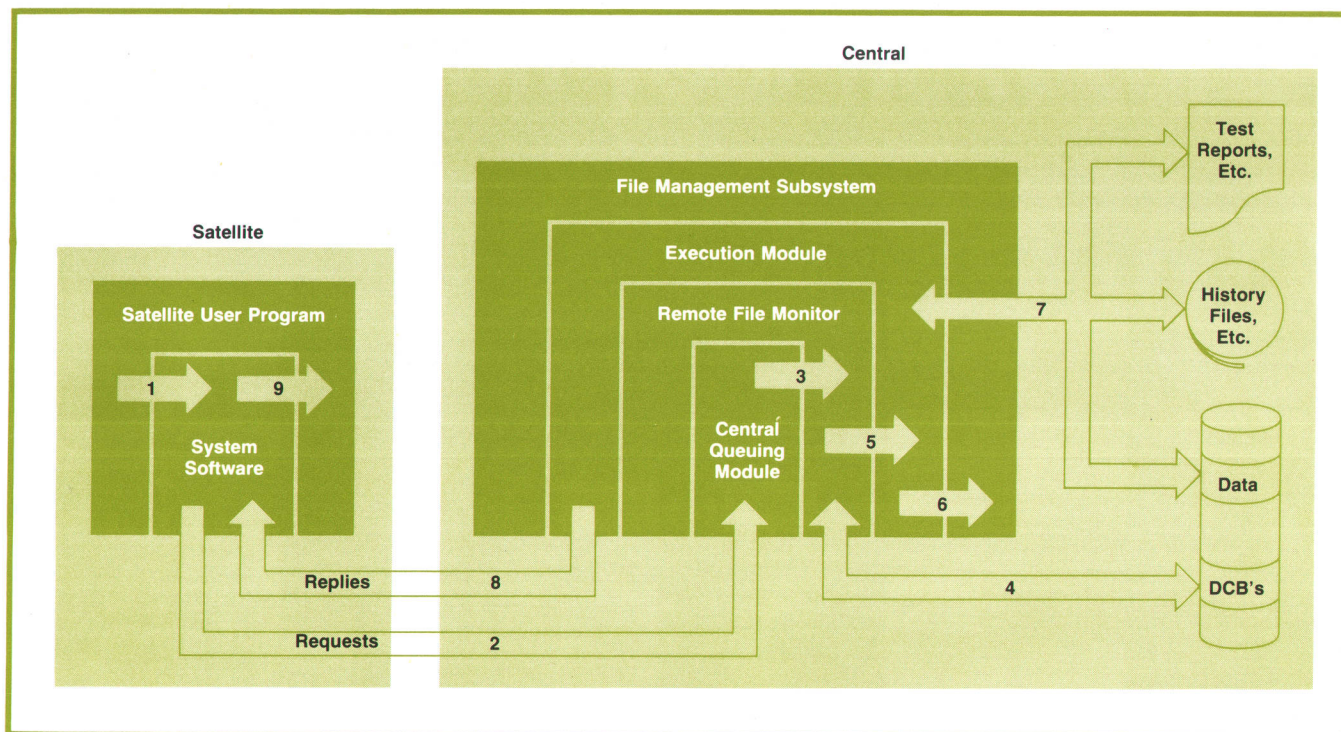 Central
Satellite
File Management Subsystem
Execution Module
Remote File Monitor
Central
Queuing
Module
Satellite User Program
System
Software
1
9
3
5
6
7
Test
Reports,
Etc.
History
Files,
Etc.
Data
DCB's
Replies
8
Requests
2
4